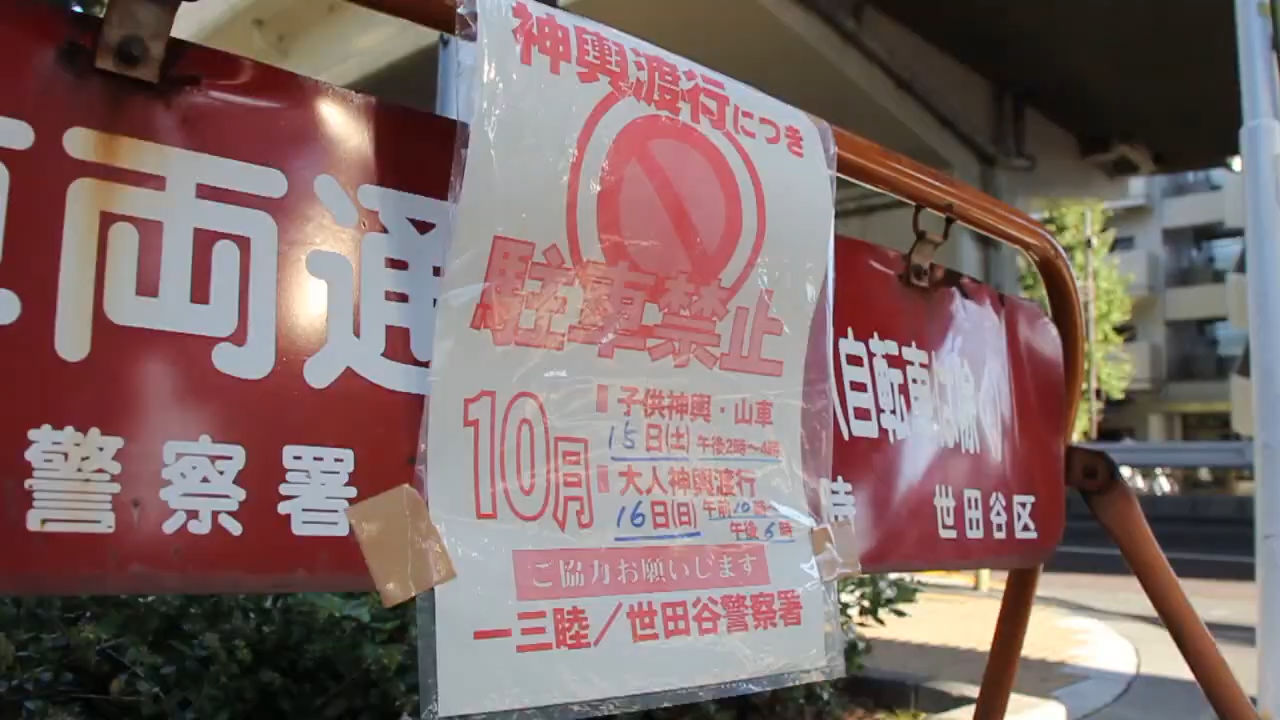 神輿渡行につき
駐車禁止
10月
子供神輿・山車
15日(土) 午後2時〜4時
大人神輿渡行
16日(日) 午前10時〜
午後6時
ご協力お願いします
一三睦／世田谷警察署
車両通
警察署
(自転車は除く)
睦
世田谷区